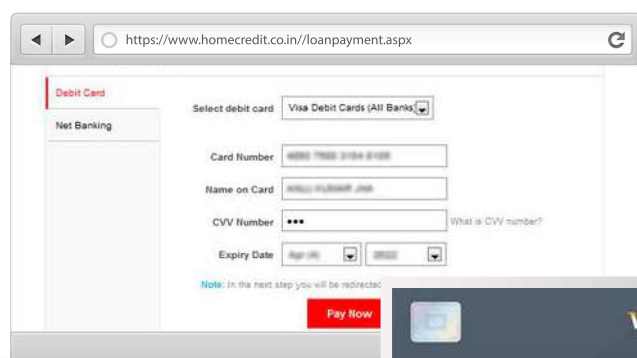 https://www.homecredit.co.in//loanpayment.aspx
Debit Card
Net Banking
Select debit card Visa Debit Cards (All Banks)
Card Number
Name on Card
CVV Number ••• What is CVV number?
Expiry Date
Note: In the next step you will be redirected
Pay Now